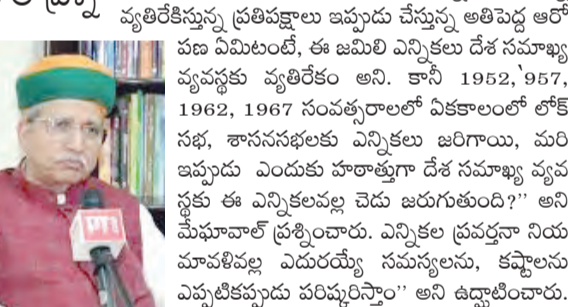 వ్యతిరేకిస్తున్న ప్రతిపక్షాలు ఇప్పుడు చేస్తున్న అతిపెద్ద ఆరో
పణ ఏమిటంటే, ఈ జమిలి ఎన్నికలు దేశ సమాఖ్య
వ్యవస్థకు వ్యతిరేకం అని. కానీ 1952,`957,
1962, 1967 సంవత్సరాలలో ఏకకాలంలో లోక్
సభ, శాసనసభలకు ఎన్నికలు జరిగాయి, మరి
ఇప్పుడు ఎందుకు హఠాత్తుగా దేశ సమాఖ్య వ్యవ
స్థకు ఈ ఎన్నికలవల్ల చెడు జరుగుతుంది?'' అని
మేఘావాల్ ప్రశ్నించారు. ఎన్నికల ప్రవర్తనా నియ
మావళివల్ల ఎదురయ్యే సమస్యలను, కష్టాలను
ఎప్పటికప్పుడు పరిష్కరిస్తాం'' అని ఉద్ఘాటించారు.